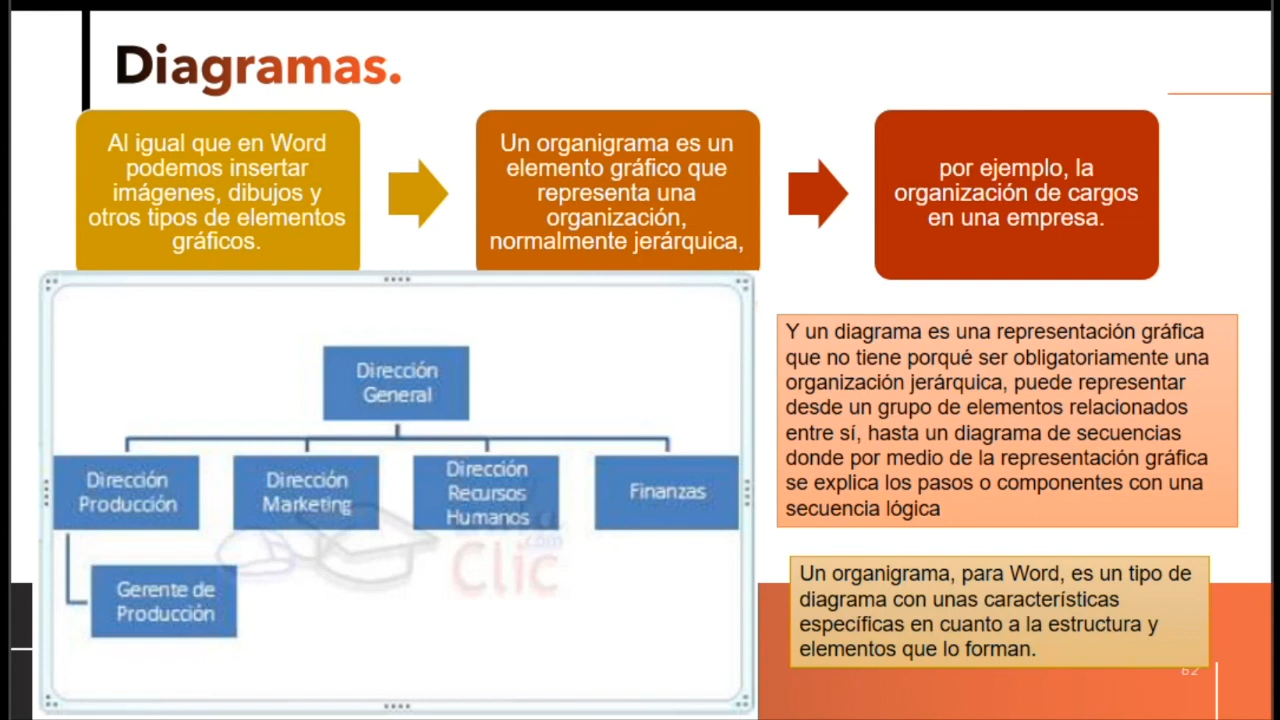 Diagramas.
Al igual que en Word
podemos insertar
imágenes, dibujos y
otros tipos de elementos
gráficos.
Un organigrama es un
elemento gráfico que
representa una
organización,
normalmente jerárquica,
por ejemplo, la
organización de cargos
en una empresa.
Dirección
General
Dirección
Producción
Dirección
Marketing
Dirección
Recursos
Humanos
Finanzas
Gerente de
Producción
.com
Clic
Y un diagrama es una representación gráfica
que no tiene porqué ser obligatoriamente una
organización jerárquica, puede representar
desde un grupo de elementos relacionados
entre sí, hasta un diagrama de secuencias
donde por medio de la representación gráfica
se explica los pasos o componentes con una
secuencia lógica
Un organigrama, para Word, es un tipo de
diagrama con unas características
específicas en cuanto a la estructura y
elementos que lo forman.
62